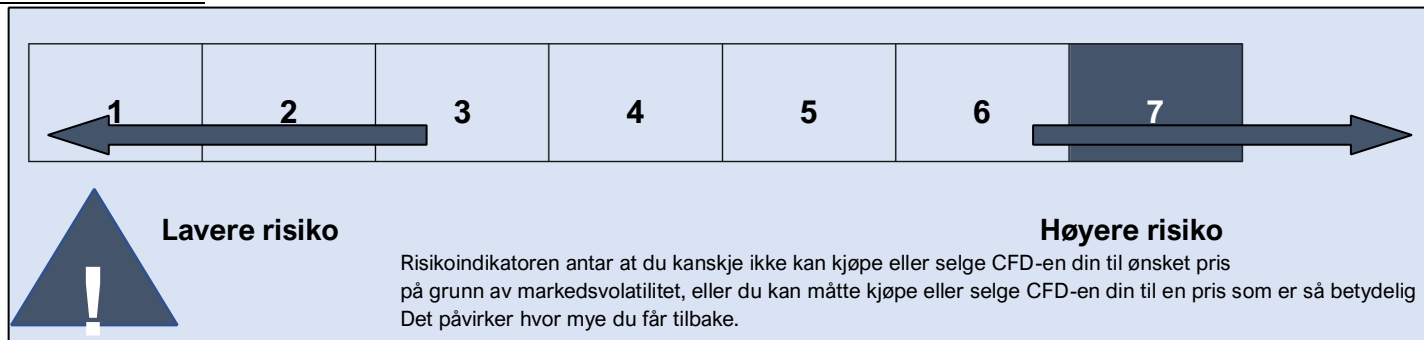 1 2 3 4 5 6 7
Lavere risiko Høyere risiko
Risikoindikatoren antar at du kanskje ikke kan kjøpe eller selge CFD-en din til ønsket pris
på grunn av markedsvolatilitet, eller du kan måtte kjøpe eller selge CFD-en din til en pris som er så betydelig
Det påvirker hvor mye du får tilbake.
!